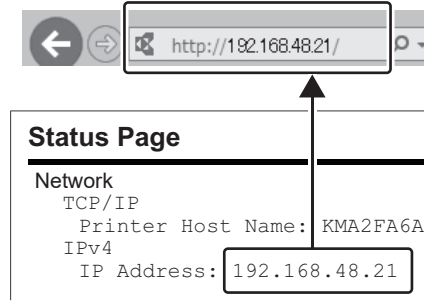 http://192.168.48.21/
Status Page
Network
TCP/IP
Printer Host Name: KMA2FA6A
IPv4
IP Address: 192.168.48.21